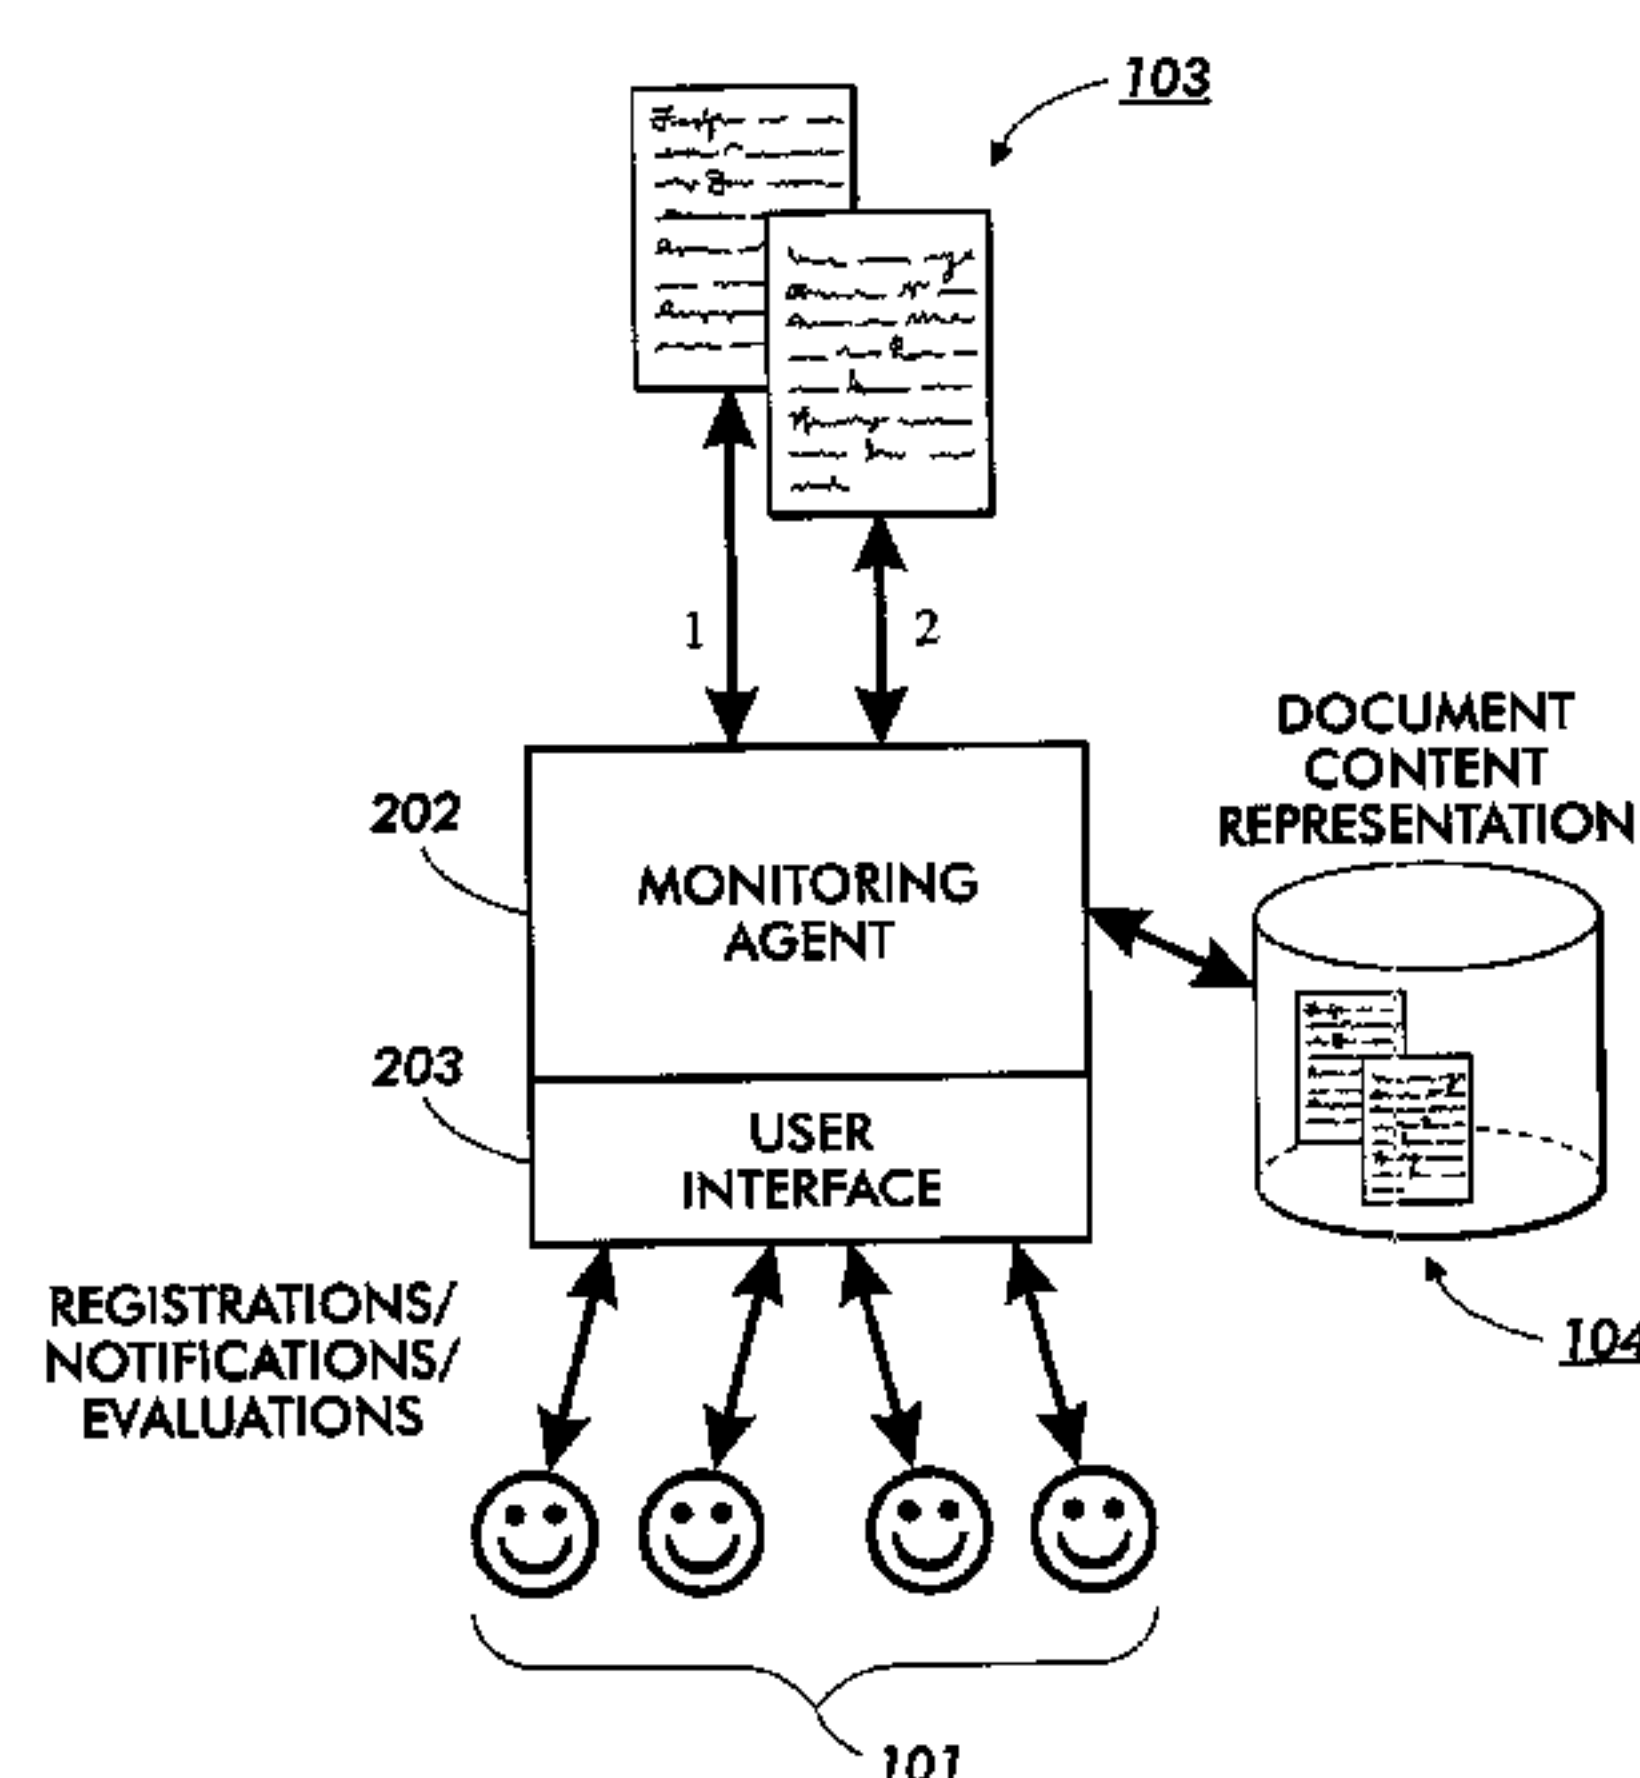 103
1
2
DOCUMENT
CONTENT
REPRESENTATION
202
MONITORING
AGENT
203
USER
INTERFACE
REGISTRATIONS/
NOTIFICATIONS/
EVALUATIONS
104
101